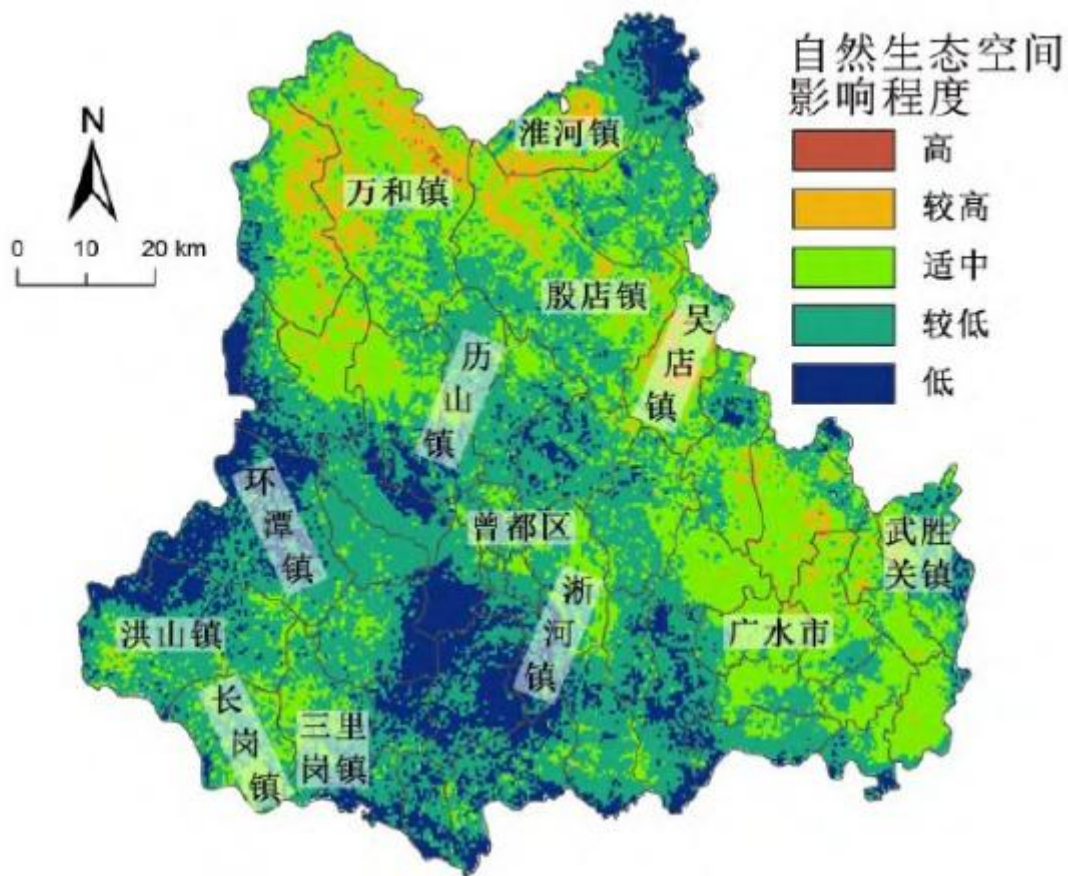 自然生态空间
影响程度
高
较高
适中
较低
低
N
0 10 20 km
淮河镇
万和镇
殷店镇
吴店镇
历山镇
环潭镇
曾都区
淅河镇
武胜
关镇
广水市
洪山镇
长岗镇
三里
岗镇